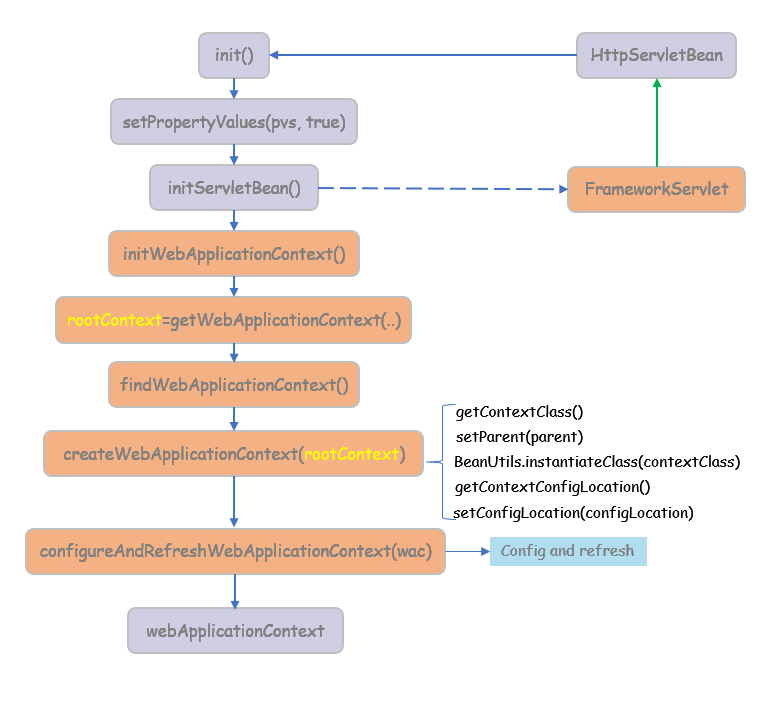 init()
HttpServletBean
setPropertyValues(pvs, true)
initServletBean()
FrameworkServlet
initWebApplicationContext()
rootContext=getWebApplicationContext(..)
findWebApplicationContext()
createWebApplicationContext(rootContext)
getContextClass()
setParent(parent)
BeanUtils.instantiateClass(contextClass)
getContextConfigLocation()
setConfigLocation(configLocation)
configureAndRefreshWebApplicationContext(wac)
Config and refresh
webApplicationContext